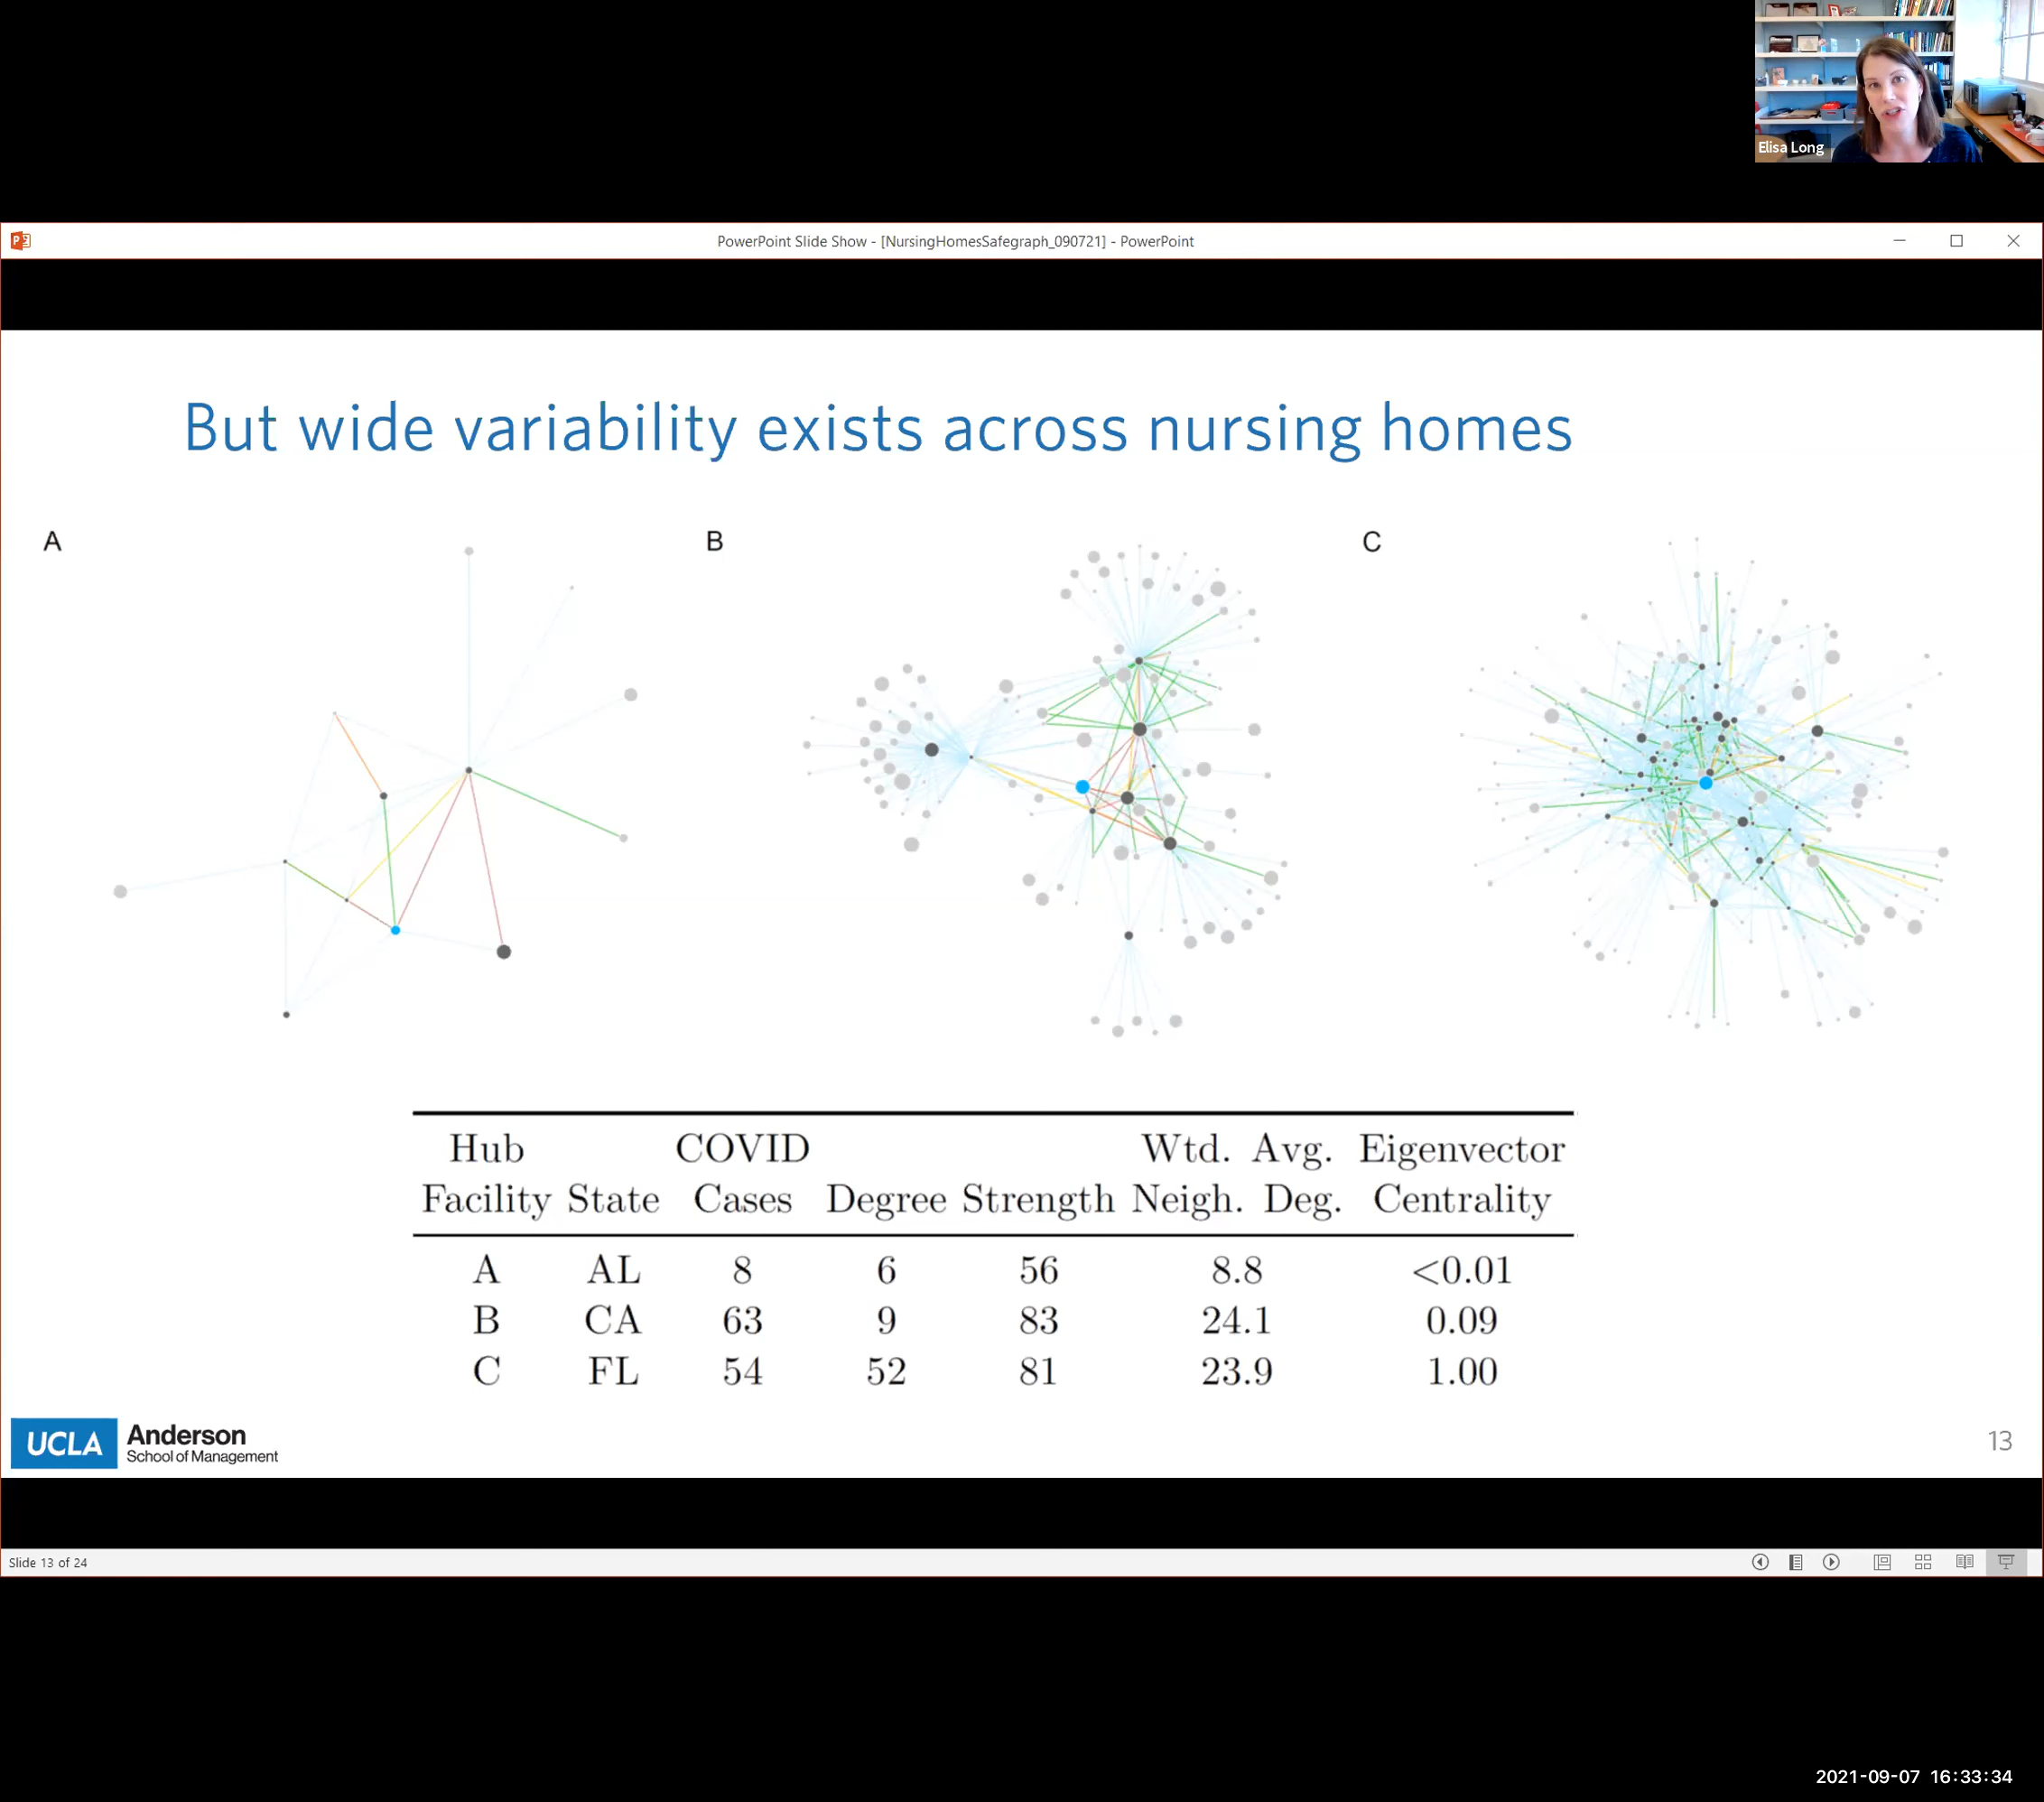 Elisa Long
PowerPoint Slide Show - [NursingHomesSafegraph_090721] - PowerPoint
But wide variability exists across nursing homes
A
B
C
Hub COVID Wtd. Avg. Eigenvector
Facility State Cases Degree Strength Neigh. Deg. Centrality
A AL 8 6 56 8.8 <0.01
B CA 63 9 83 24.1 0.09
C FL 54 52 81 23.9 1.00
UCLA Anderson
School of Management
13
Slide 13 of 24
2021-09-07 16:33:34